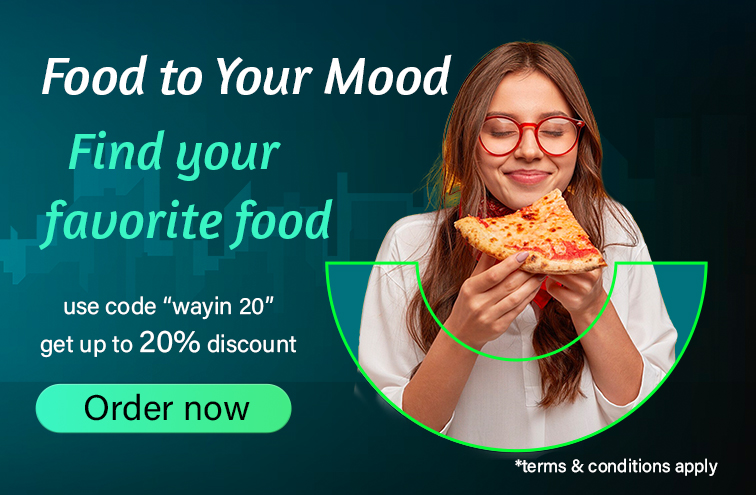 Food to Your Mood
Find your
favorite food
use code “wayin 20”
get up to 20% discount
Order now
*terms & conditions apply